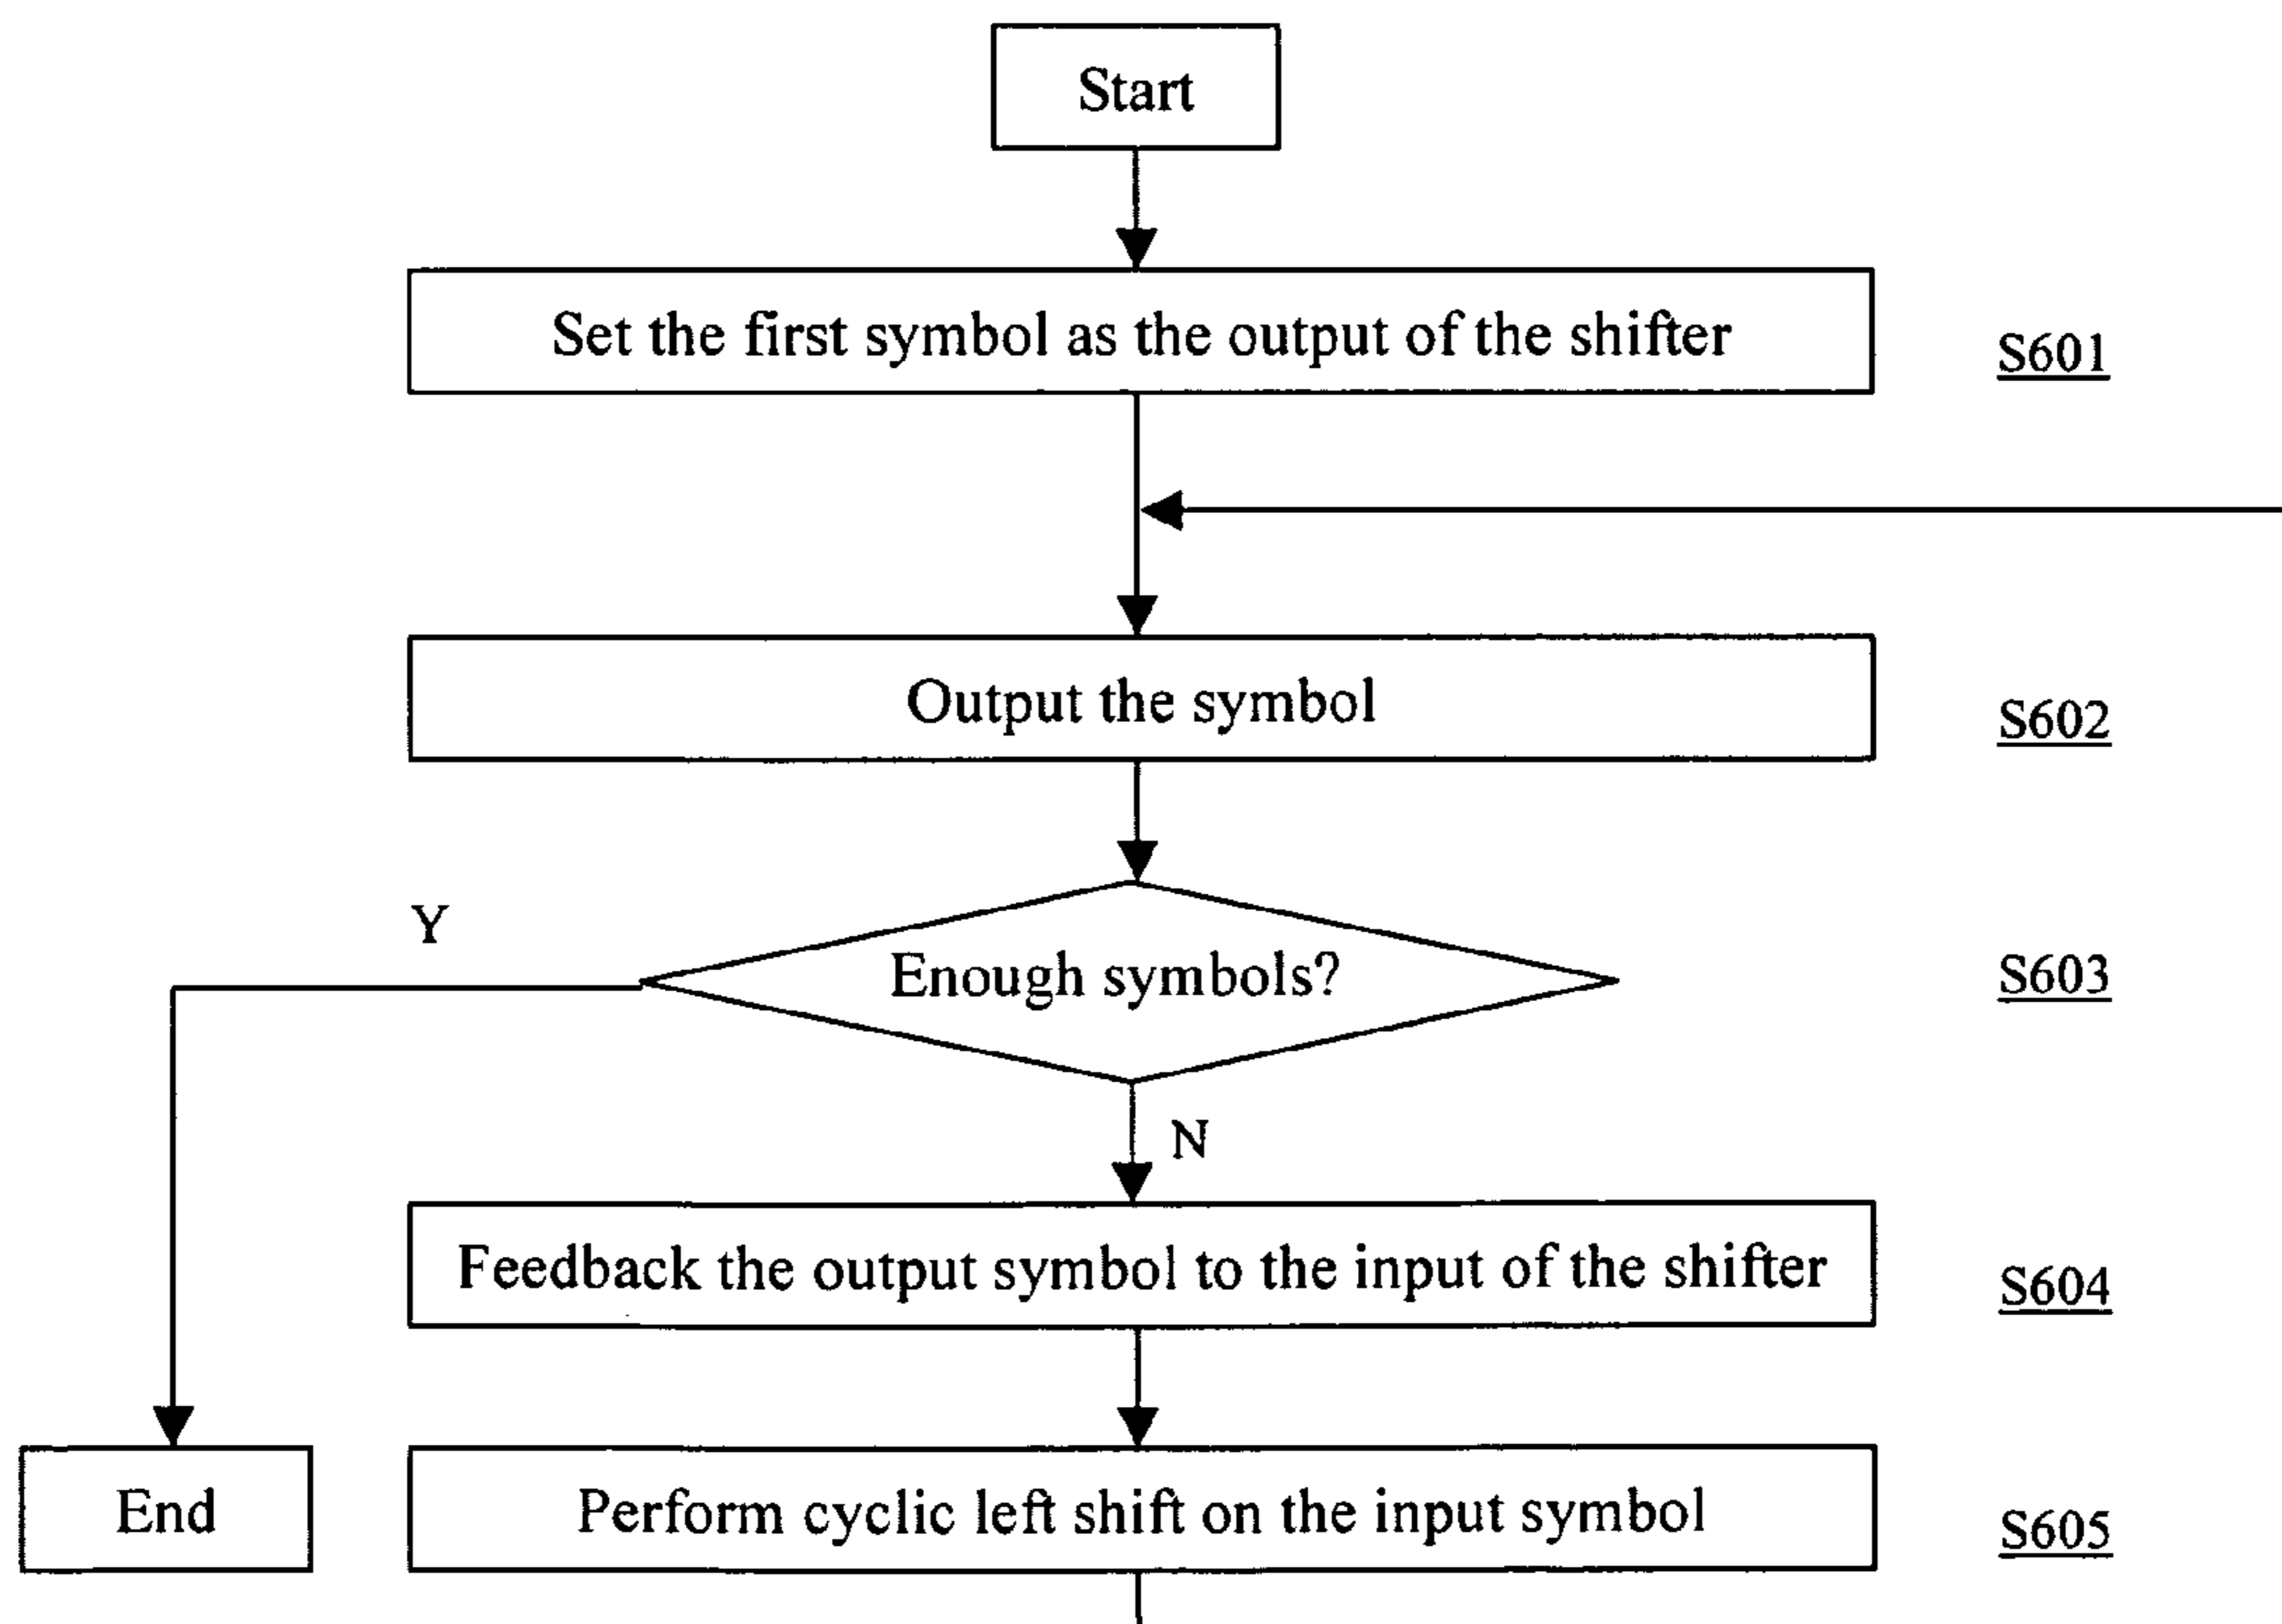 Start
Set the first symbol as the output of the shifter
S601
Output the symbol
S602
Y
Enough symbols?
S603
N
Feedback the output symbol to the input of the shifter
S604
End
Perform cyclic left shift on the input symbol
S605